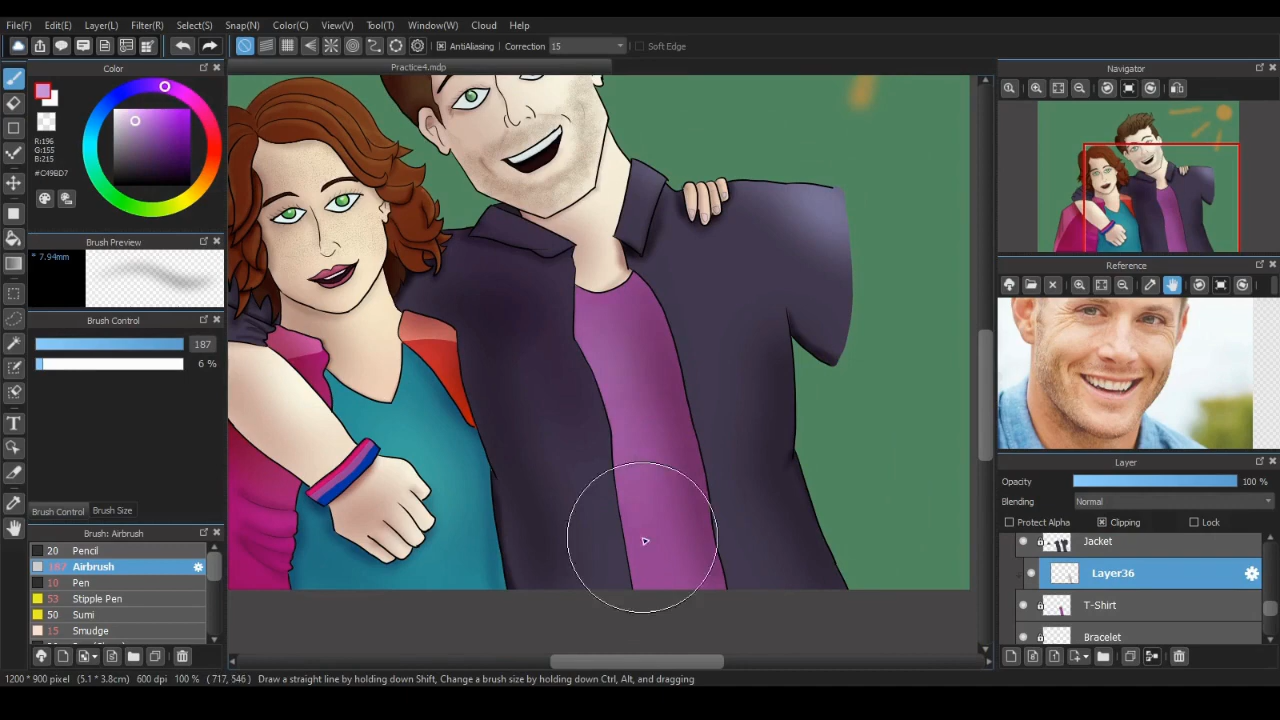 File(F) Edit(E) Layer(L) Filter(R) Select(S) Snap(N) Color(C) View(V) Tool(T) Window(W) Cloud Help
AntiAliasing Correction 15 Soft Edge
Color
Practice4.mdp
Navigator
R:196
G:155
B:215
#C49BD7
Brush Preview
* 7.94mm
Reference
Brush Control
187
6 %
Layer
Opacity 100 %
Blending Normal
Protect Alpha Clipping Lock
Brush Control Brush Size
Brush: Airbrush
20 Pencil
187 Airbrush
10 Pen
53 Stipple Pen
50 Sumi
15 Smudge
Jacket
Layer36
T-Shirt
Bracelet
1200 * 900 pixel (5.1 * 3.8cm) 600 dpi 100 % ( 717, 546 ) Draw a straight line by holding down Shift, Change a brush size by holding down Ctrl, Alt, and dragging